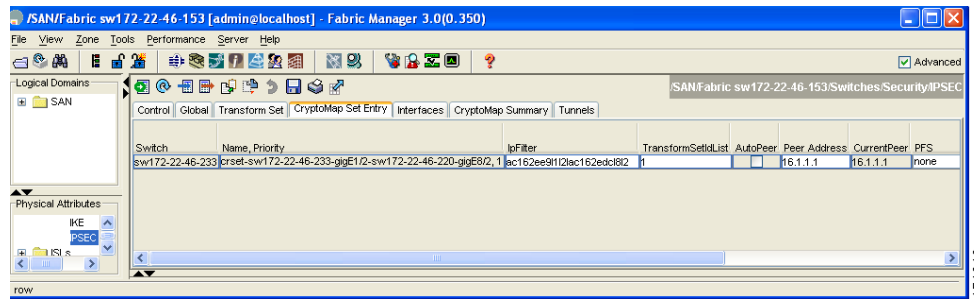 /SAN/Fabric sw172-22-46-153 [admin@localhost] - Fabric Manager 3.0(0.350)
File View Zone Tools Performance Server Help
Advanced
Logical Domains
/SAN/Fabric sw172-22-46-153/Switches/Security/IPSEC
SAN
Control Global Transform Set CryptoMap Set Entry Interfaces CryptoMap Summary Tunnels
Switch Name, Priority IpFilter TransformSetIdList AutoPeer Peer Address CurrentPeer PFS
sw172-22-46-233 crset-sw172-22-46-233-gigE1/2-sw172-22-46-220-gigE8/2, 1 1 16.1.1.1 16.1.1.1 none
Physical Attributes
IKE
IPSEC
ISLs
row